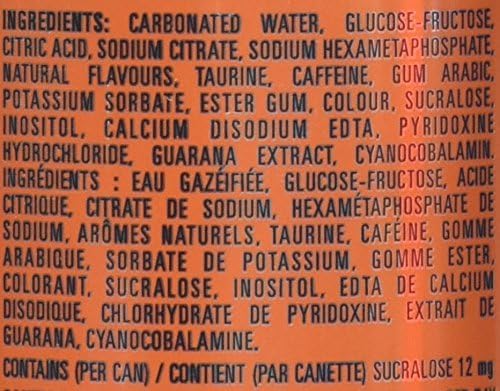 INGREDIENTS: CARBONATED WATER, GLUCOSE-FRUCTOSE,
CITRIC ACID, SODIUM CITRATE, SODIUM HEXAMETAPHOSPHATE,
NATURAL FLAVOURS, TAURINE, CAFFEINE, GUM ARABIC,
POTASSIUM SORBATE, ESTER GUM, COLOUR, SUCRALOSE,
INOSITOL, CALCIUM DISODIUM EDTA, PYRIDOXINE
HYDROCHLORIDE, GUARANA EXTRACT, CYANOCOBALAMIN.
INGRÉDIENTS : EAU GAZÉIFIÉE, GLUCOSE-FRUCTOSE, ACIDE
CITRIQUE, CITRATE DE SODIUM, HEXAMÉTAPHOSPHATE DE
SODIUM, ARÔMES NATURELS, TAURINE, CAFÉINE, GOMME
ARABIQUE, SORBATE DE POTASSIUM, GOMME ESTER,
COLORANT, SUCRALOSE, INOSITOL, EDTA DE CALCIUM
DISODIQUE, CHLORHYDRATE DE PYRIDOXINE, EXTRAIT DE
GUARANA, CYANOCOBALAMINE.
CONTAINS (PER CAN) / CONTIENT (PAR CANETTE) SUCRALOSE 12 mg